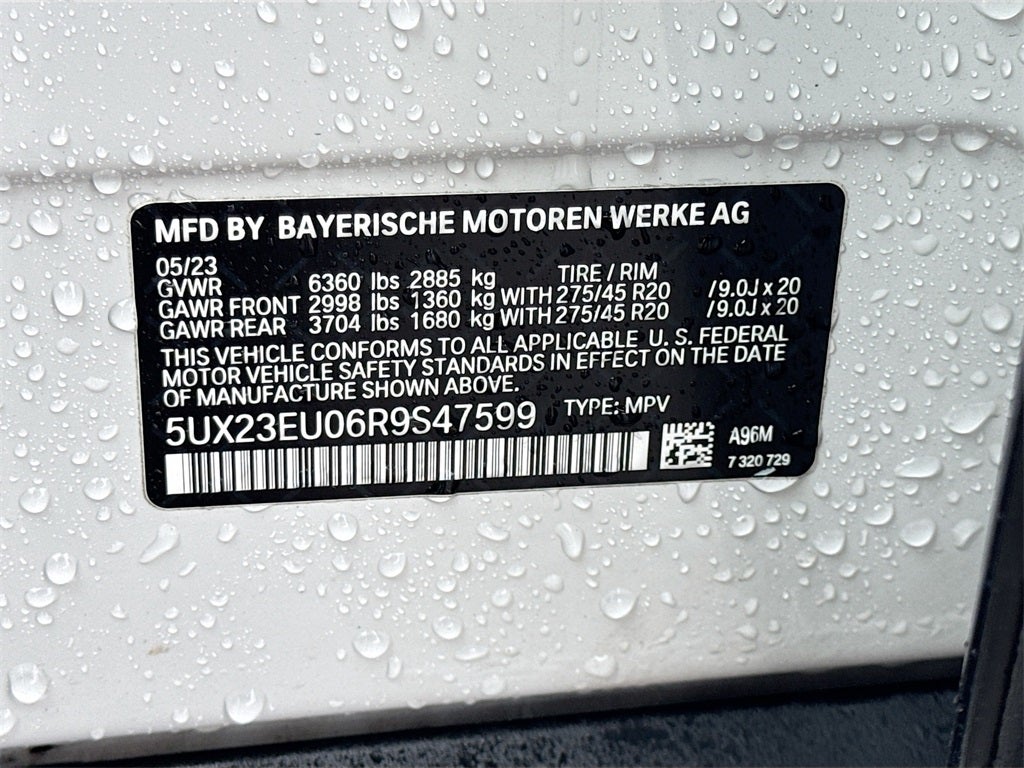 MFD BY BAYERISCHE MOTOREN WERKE AG
05/23
GVWR 6360 lbs 2885 kg TIRE / RIM
GAWR FRONT 2998 lbs 1360 kg WITH 275/45 R20 /9.0J x 20
GAWR REAR 3704 lbs 1680 kg WITH 275/45 R20 /9.0J x 20
THIS VEHICLE CONFORMS TO ALL APPLICABLE U. S. FEDERAL
MOTOR VEHICLE SAFETY STANDARDS IN EFFECT ON THE DATE
OF MANUFACTURE SHOWN ABOVE.
5UX23EU06R9S47599 TYPE: MPV
A96M
7 320 729